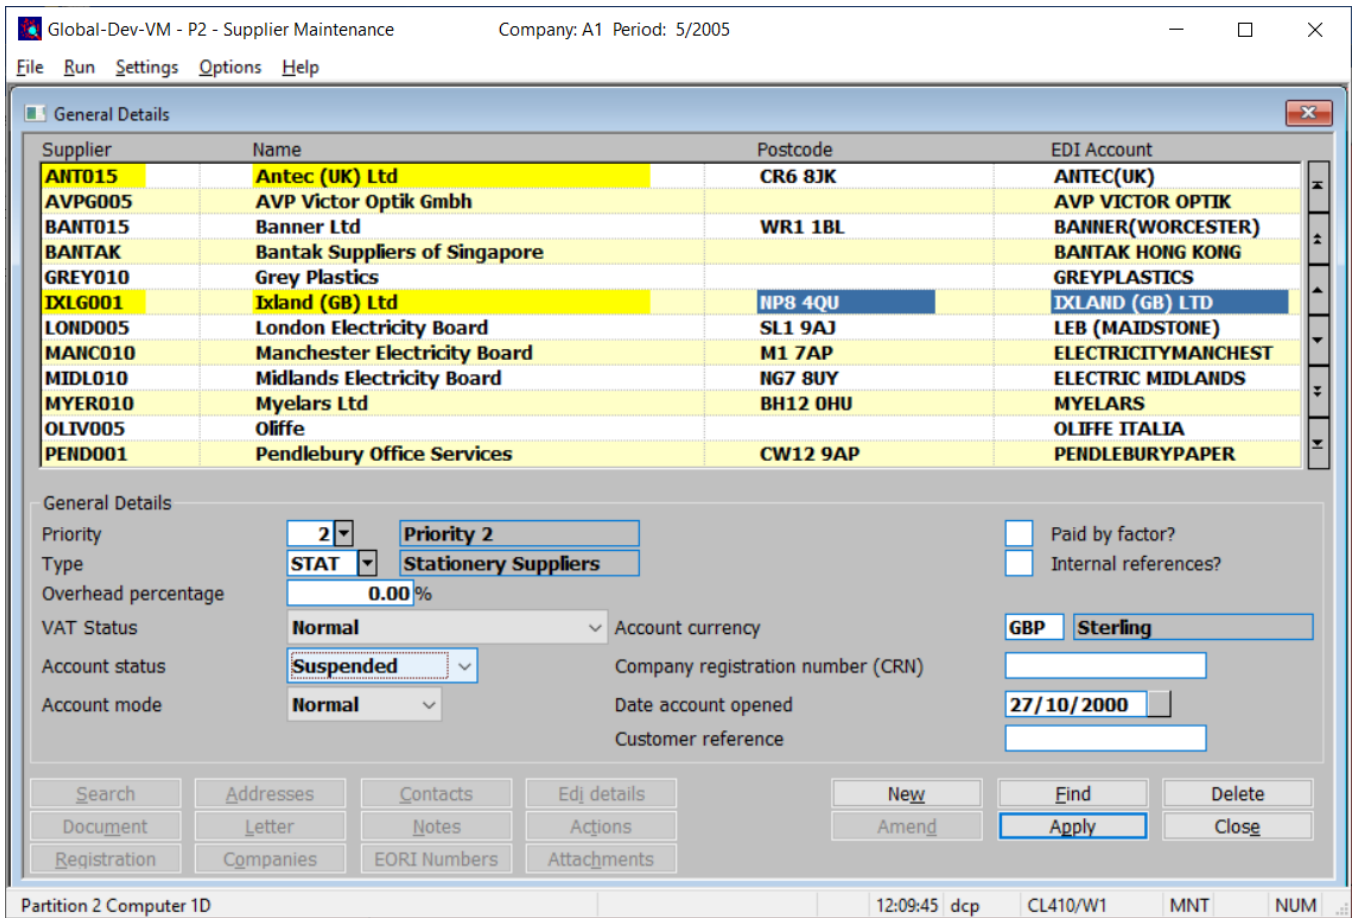 Global-Dev-VM - P2 - Supplier Maintenance Company: A1 Period: 5/2005
File Run Settings Options Help
General Details
Supplier Name Postcode EDI Account
ANT015 Antec (UK) Ltd CR6 8JK ANTEC(UK)
AVPG005 AVP Victor Optik Gmbh AVP VICTOR OPTIK
BANT015 Banner Ltd WR1 1BL BANNER(WORCESTER)
BANTAK Bantak Suppliers of Singapore BANTAK HONG KONG
GREY010 Grey Plastics GREYPLASTICS
IXLG001 Ixland (GB) Ltd NP8 4QU IXLAND (GB) LTD
LOND005 London Electricity Board SL1 9AJ LEB (MAIDSTONE)
MANC010 Manchester Electricity Board M1 7AP ELECTRICITYMANCHEST
MIDL010 Midlands Electricity Board NG7 8UY ELECTRIC MIDLANDS
MYER010 Myelars Ltd BH12 0HU MYELARS
OLIV005 Oliffe OLIFFE ITALIA
PEND001 Pendlebury Office Services CW12 9AP PENDLEBURYPAPER
General Details
Priority 2 Priority 2 Paid by factor?
Type STAT Stationery Suppliers Internal references?
Overhead percentage 0.00 %
VAT Status Normal Account currency GBP Sterling
Account status Suspended Company registration number (CRN)
Account mode Normal Date account opened 27/10/2000
Customer reference
Search Addresses Contacts Edi details New Find Delete
Document Letter Notes Actions Amend Apply Close
Registration Companies EORI Numbers Attachments
Partition 2 Computer 1D 12:09:45 dcp CL410/W1 MNT NUM